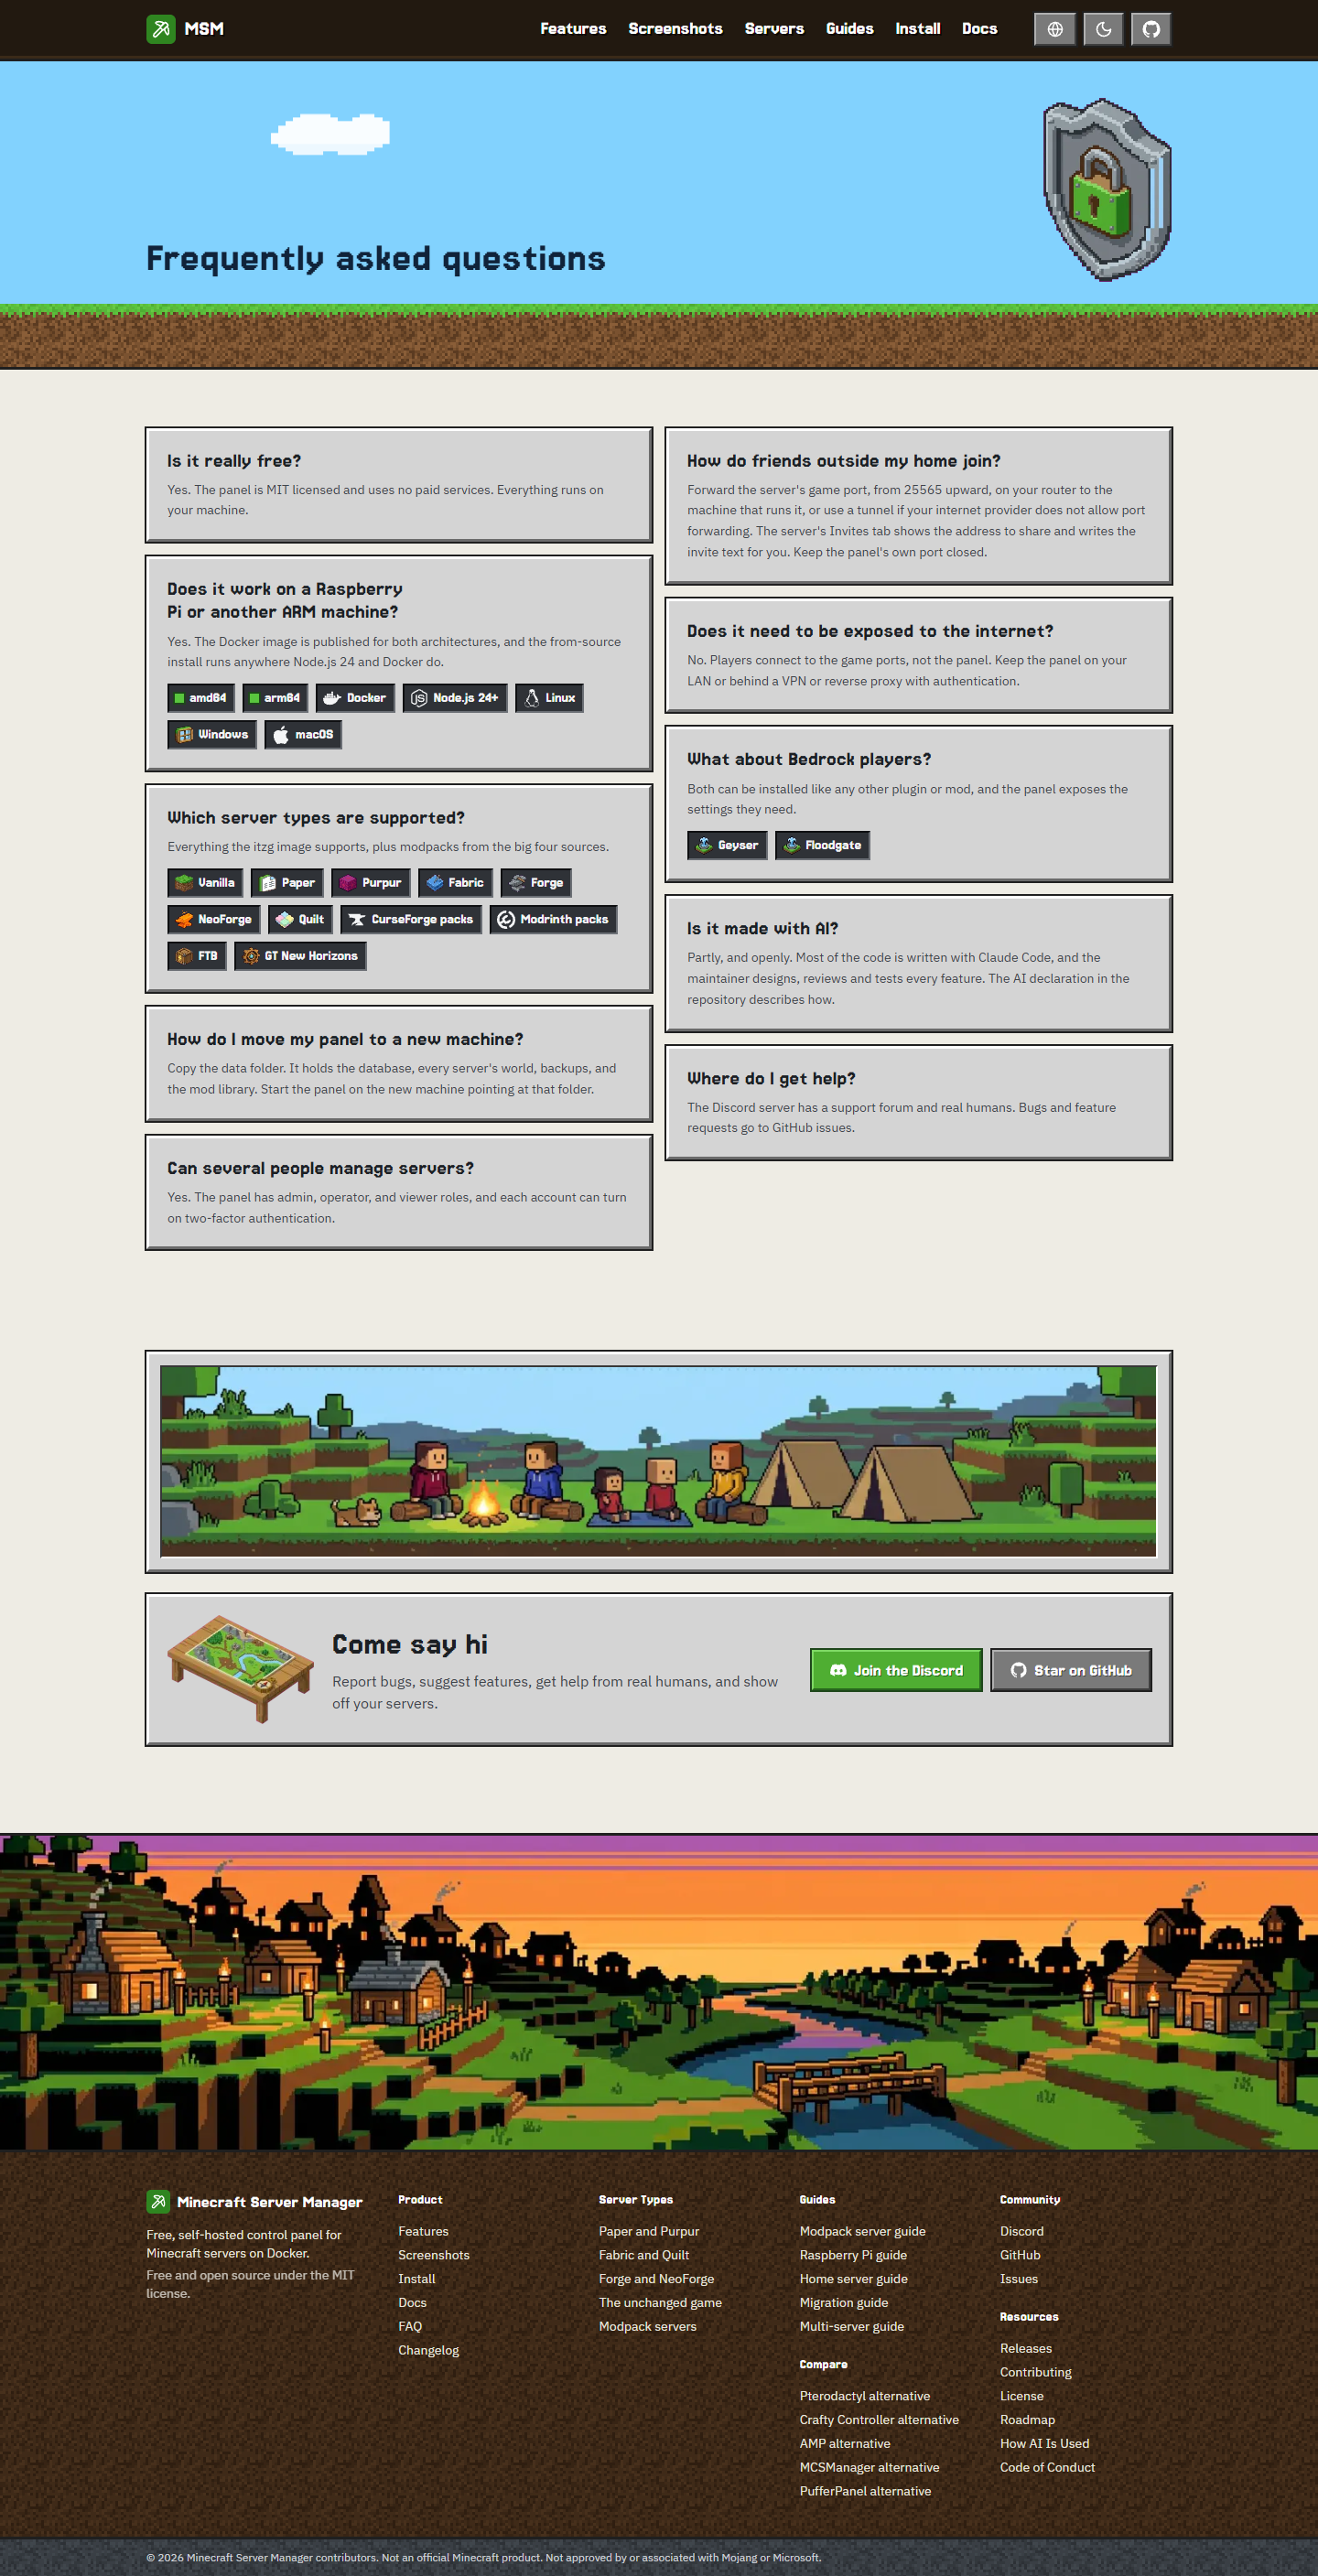 MSM
Features
Screenshots
Servers
Guides
Install
Docs
Frequently asked questions
Is it really free?
Yes. The panel is MIT licensed and uses no paid services. Everything runs on
your machine.
Does it work on a Raspberry
Pi or another ARM machine?
Yes. The Docker image is published for both architectures, and the from-source
install runs anywhere Node.js 24 and Docker do.
amd64
arm64
Docker
Node.js 24+
Linux
Windows
macOS
Which server types are supported?
Everything the itzg image supports, plus modpacks from the big four sources.
Vanilla
Paper
Purpur
Fabric
Forge
NeoForge
Quilt
CurseForge packs
Modrinth packs
FTB
GT New Horizons
How do I move my panel to a new machine?
Copy the data folder. It holds the database, every server's world, backups, and
the mod library. Start the panel on the new machine pointing at that folder.
Can several people manage servers?
Yes. The panel has admin, operator, and viewer roles, and each account can turn
on two-factor authentication.
How do friends outside my home join?
Forward the server's game port, from 25565 upward, on your router to the
machine that runs it, or use a tunnel if your internet provider does not allow port
forwarding. The server's Invites tab shows the address to share and writes the
invite text for you. Keep the panel's own port closed.
Does it need to be exposed to the internet?
No. Players connect to the game ports, not the panel. Keep the panel on your
LAN or behind a VPN or reverse proxy with authentication.
What about Bedrock players?
Both can be installed like any other plugin or mod, and the panel exposes the
settings they need.
Geyser
Floodgate
Is it made with AI?
Partly, and openly. Most of the code is written with Claude Code, and the
maintainer designs, reviews and tests every feature. The AI declaration in the
repository describes how.
Where do I get help?
The Discord server has a support forum and real humans. Bugs and feature
requests go to GitHub issues.
Come say hi
Report bugs, suggest features, get help from real humans, and show
off your servers.
Join the Discord
Star on GitHub
Minecraft Server Manager
Free, self-hosted control panel for
Minecraft servers on Docker.
Free and open source under the MIT
license.
Product
Features
Screenshots
Install
Docs
FAQ
Changelog
Server Types
Paper and Purpur
Fabric and Quilt
Forge and NeoForge
The unchanged game
Modpack servers
Guides
Modpack server guide
Raspberry Pi guide
Home server guide
Migration guide
Multi-server guide
Compare
Pterodactyl alternative
Crafty Controller alternative
AMP alternative
MCSManager alternative
PufferPanel alternative
Community
Discord
GitHub
Issues
Resources
Releases
Contributing
License
Roadmap
How AI Is Used
Code of Conduct
© 2026 Minecraft Server Manager contributors. Not an official Minecraft product. Not approved by or associated with Mojang or Microsoft.